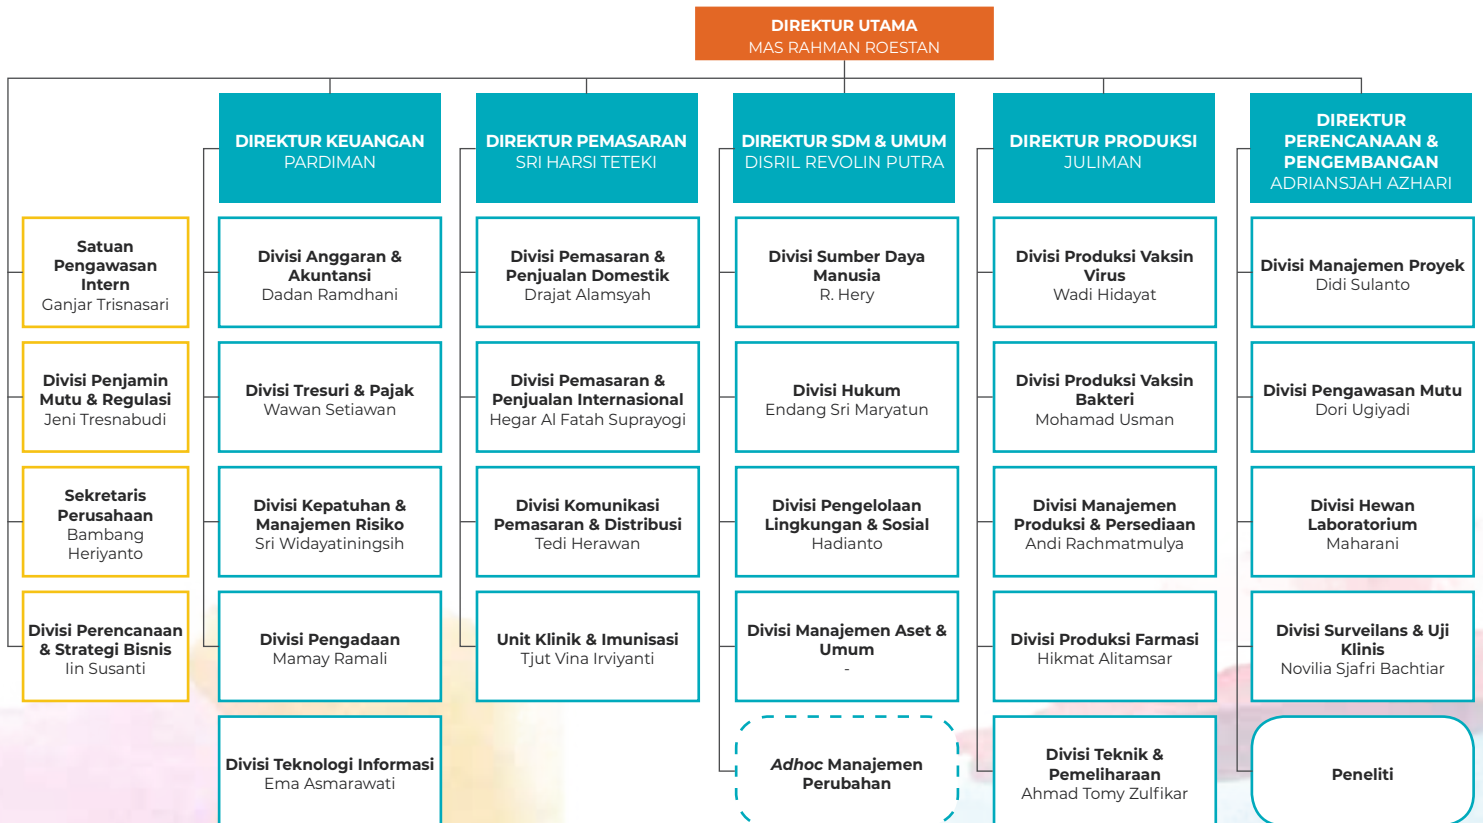 DIREKTUR UTAMA
MAS RAHMAN ROESTAN
DIREKTUR KEUANGAN
PARDIMAN
DIREKTUR PEMASARAN
SRI HARSI TETEKI
DIREKTUR SDM & UMUM
DISRIL REVOLIN PUTRA
DIREKTUR PRODUKSI
JULIMAN
DIREKTUR
PERENCANAAN &
PENGEMBANGAN
ADRIANSJAH AZHARI
Satuan
Pengawasan
Intern
Ganjar Trisnasari
Divisi Anggaran &
Akuntansi
Dadan Ramdhani
Divisi Pemasaran &
Penjualan Domestik
Drajat Alamsyah
Divisi Sumber Daya
Manusia
R. Hery
Divisi Produksi Vaksin
Virus
Wadi Hidayat
Divisi Manajemen Proyek
Didi Sulanto
Divisi Penjamin
Mutu & Regulasi
Jeni Tresnabudi
Divisi Tresuri & Pajak
Wawan Setiawan
Divisi Pemasaran &
Penjualan Internasional
Hegar Al Fatah Suprayogi
Divisi Hukum
Endang Sri Maryatun
Divisi Produksi Vaksin
Bakteri
Mohamad Usman
Divisi Pengawasan Mutu
Dori Ugiyadi
Sekretaris
Perusahaan
Bambang
Heriyanto
Divisi Kepatuhan &
Manajemen Risiko
Sri Widayatiningsih
Divisi Komunikasi
Pemasaran & Distribusi
Tedi Herawan
Divisi Pengelolaan
Lingkungan & Sosial
Hadianto
Divisi Manajemen
Produksi & Persediaan
Andi Rachmatmulya
Divisi Hewan
Laboratorium
Maharani
Divisi Perencanaan
& Strategi Bisnis
Iin Susanti
Divisi Pengadaan
Mamay Ramali
Unit Klinik & Imunisasi
Tjut Vina Irviyanti
Divisi Manajemen Aset &
Umum
-
Divisi Produksi Farmasi
Hikmat Alitamsar
Divisi Surveilans & Uji
Klinis
Novilia Sjafri Bachtiar
Divisi Teknologi Informasi
Ema Asmarawati
Adhoc Manajemen
Perubahan
Divisi Teknik &
Pemeliharaan
Ahmad Tomy Zulfikar
Peneliti